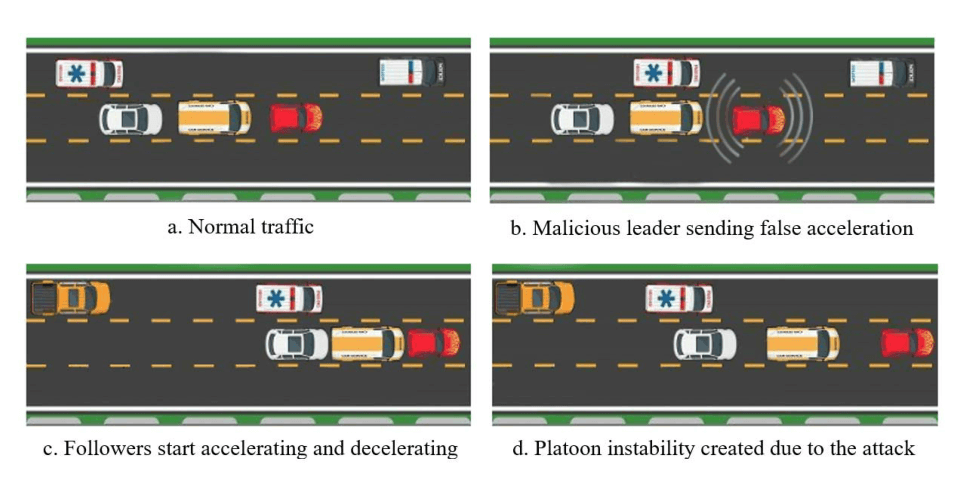 a. Normal traffic
b. Malicious leader sending false acceleration
c. Followers start accelerating and decelerating
d. Platoon instability created due to the attack